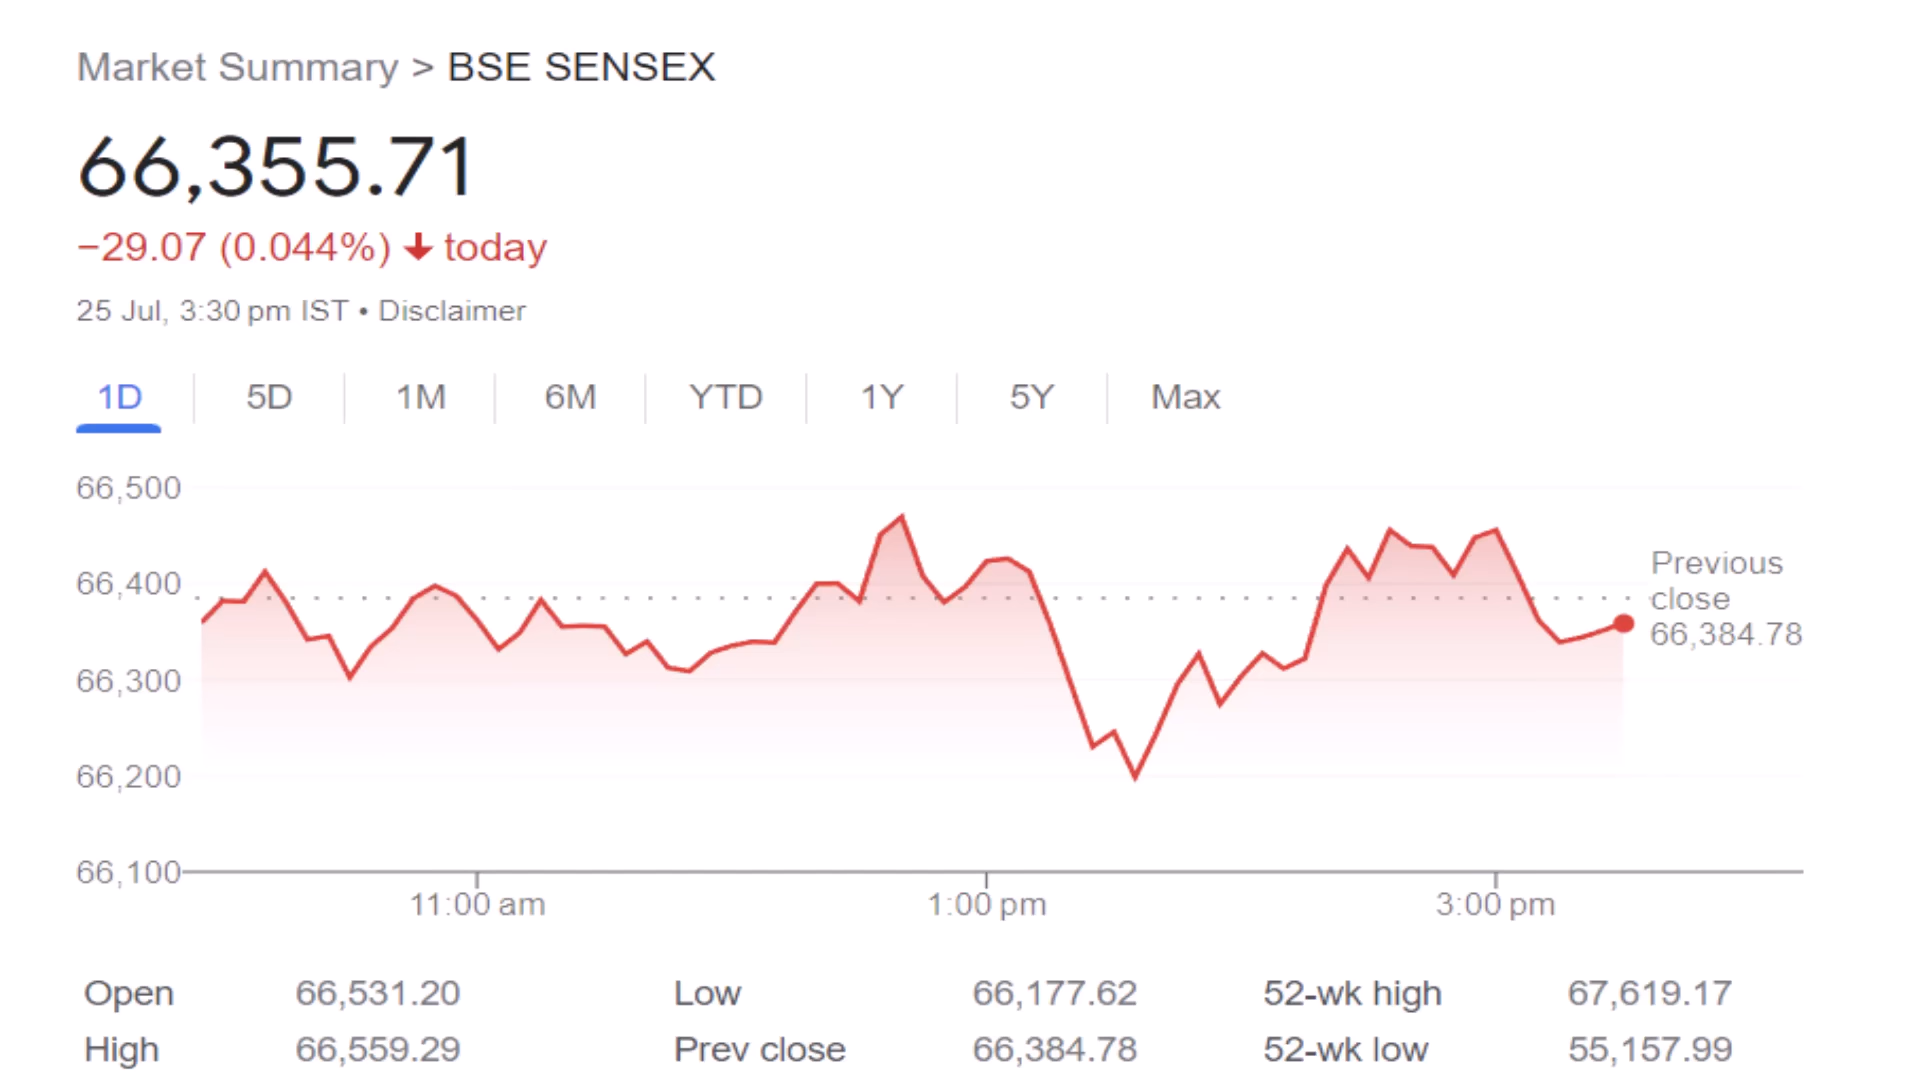 Market Summary > BSE SENSEX
66,355.71
−29.07 (0.044%) ↓ today
25 Jul, 3:30 pm IST • Disclaimer
1D 5D 1M 6M YTD 1Y 5Y Max
66,500
66,400
66,300
66,200
66,100
Previous
close
66,384.78
11:00 am 1:00 pm 3:00 pm
Open 66,531.20 Low 66,177.62 52-wk high 67,619.17
High 66,559.29 Prev close 66,384.78 52-wk low 55,157.99